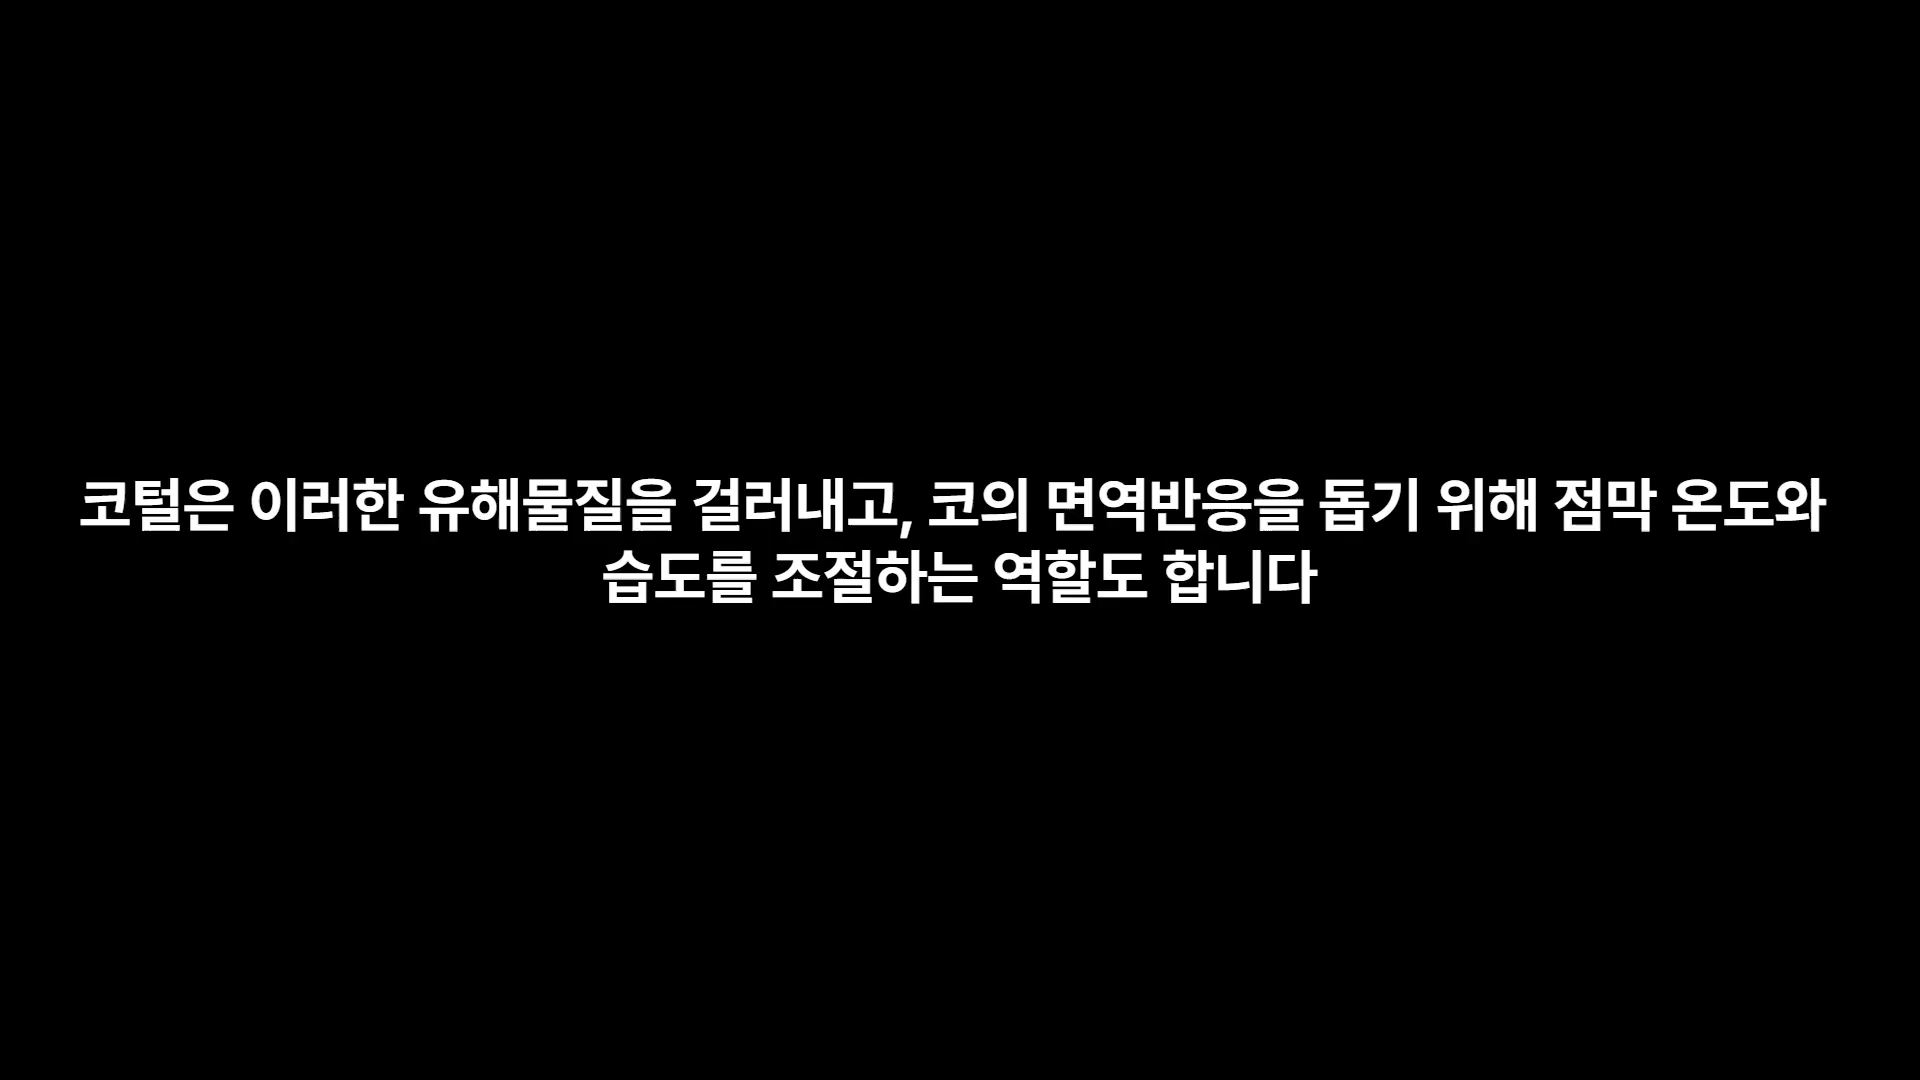 코털은 이러한 유해물질을 걸러내고, 코의 면역반응을 돕기 위해 점막 온도와
습도를 조절하는 역할도 합니다